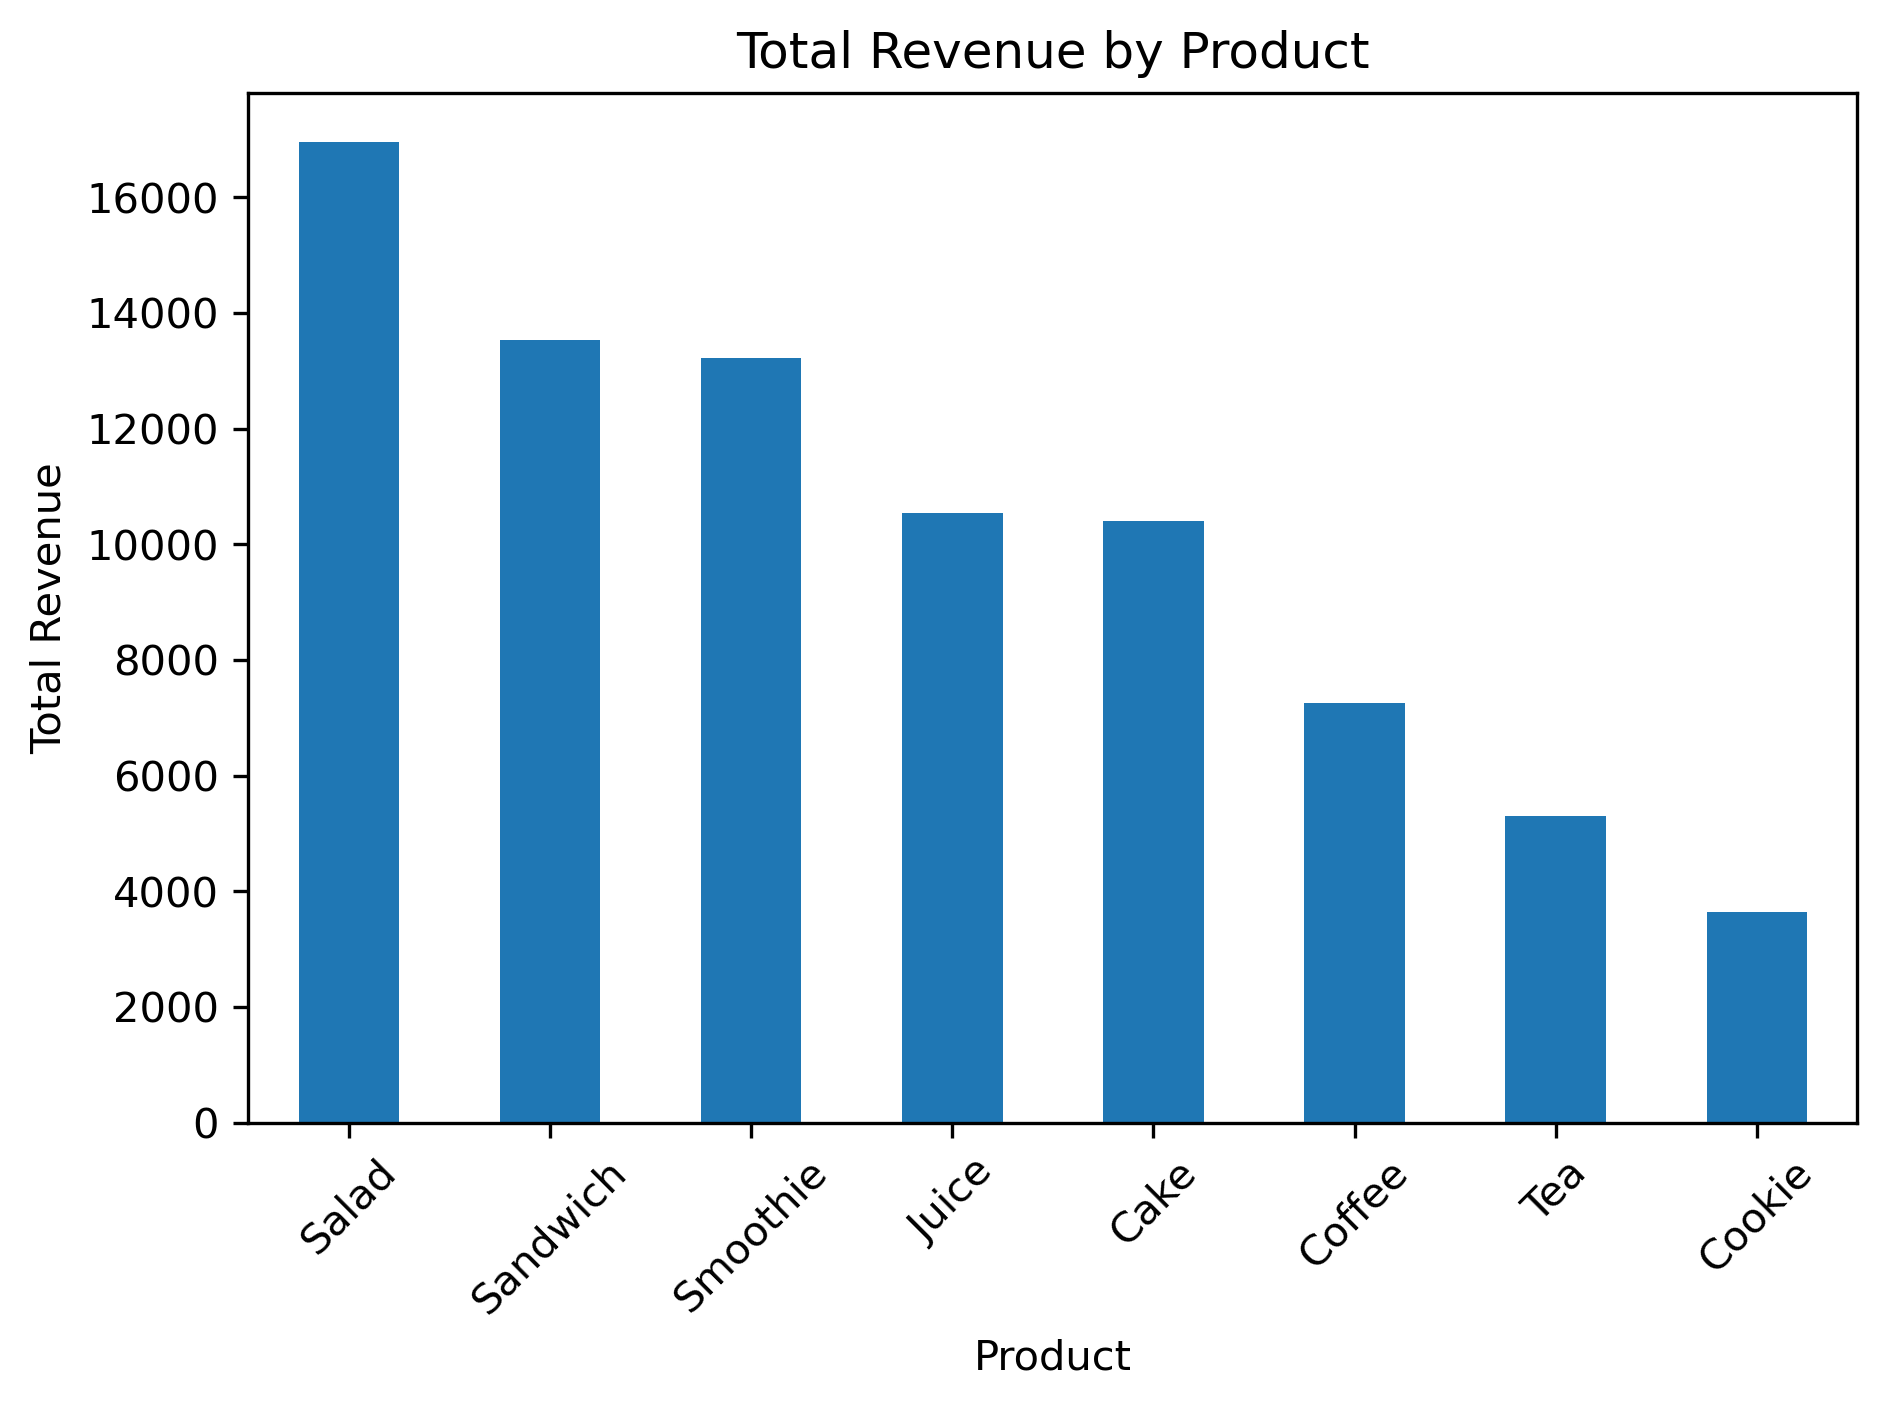 Total Revenue by Product
Total Revenue
16000
14000
12000
10000
8000
6000
4000
2000
0
Salad
Sandwich
Smoothie
Juice
Cake
Coffee
Tea
Cookie
Product